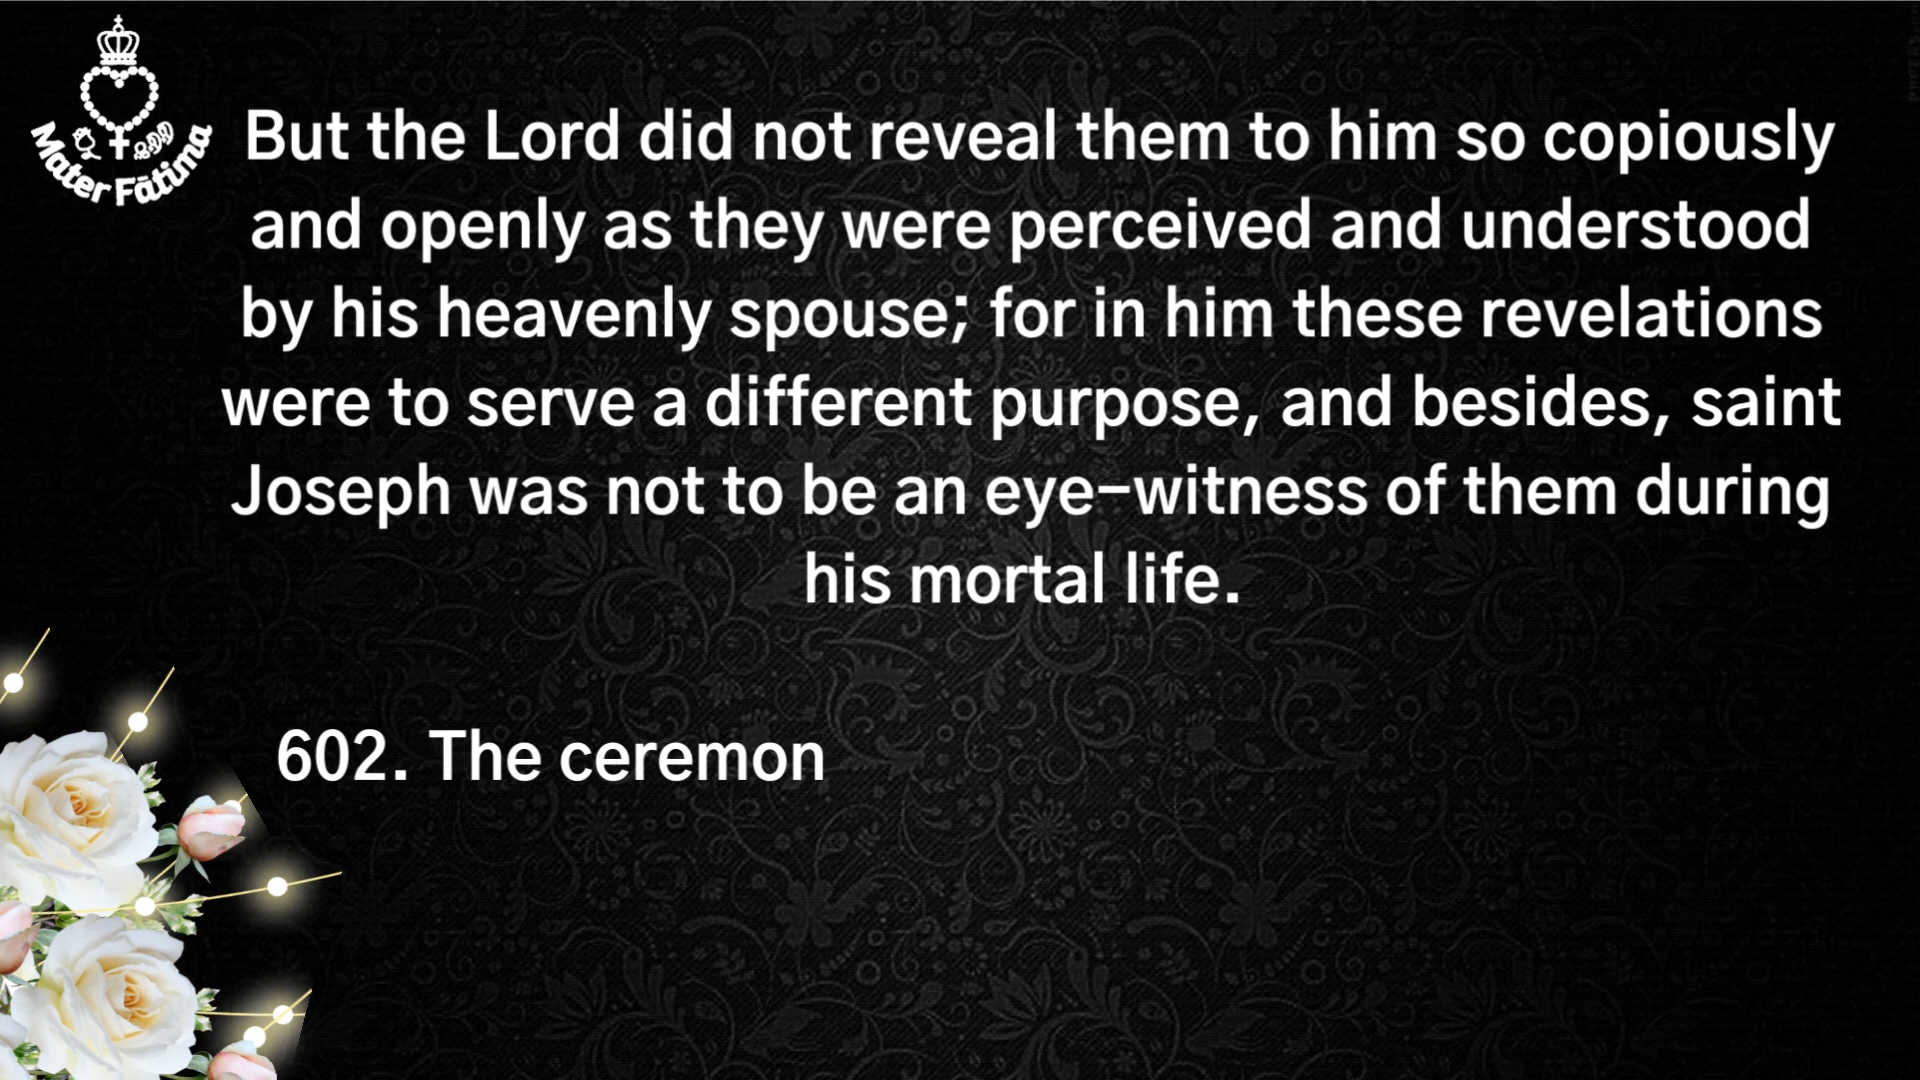 Mater Fātima
But the Lord did not reveal them to him so copiously
and openly as they were perceived and understood
by his heavenly spouse; for in him these revelations
were to serve a different purpose, and besides, saint
Joseph was not to be an eye-witness of them during
his mortal life.
602. The ceremon